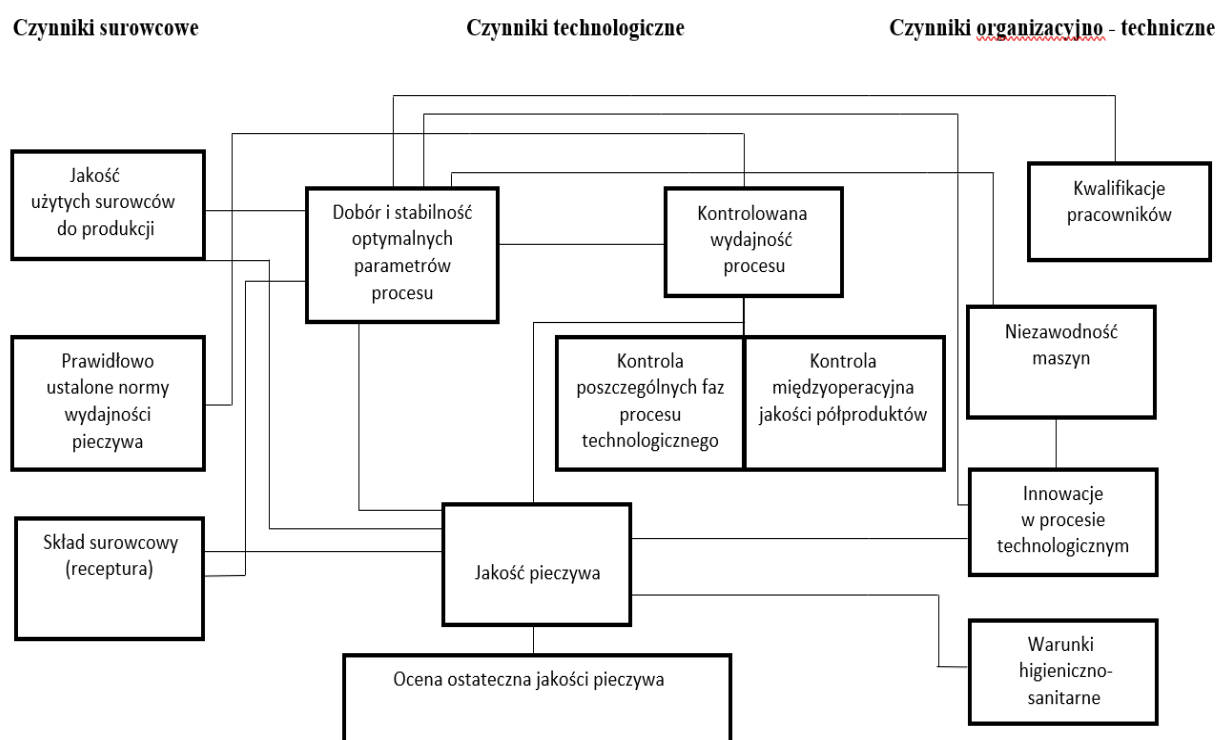 Czynniki surowcowe
Czynniki technologiczne
Czynniki organizacyjno - techniczne
Jakość
użytych surowców
do produkcji
Dobór i stabilność
optymalnych
parametrów
procesu
Kontrolowana
wydajność
procesu
Kwalifikacje
pracowników
Prawidłowo
ustalone normy
wydajności
pieczywa
Kontrola
poszczególnych faz
procesu
technologicznego
Kontrola
międzyoperacyjna
jakości półproduktów
Niezawodność
maszyn
Skład surowcowy
(receptura)
Jakość pieczywa
Innowacje
w procesie
technologicznym
Ocena ostateczna jakości pieczywa
Warunki
higieniczno-
sanitarne